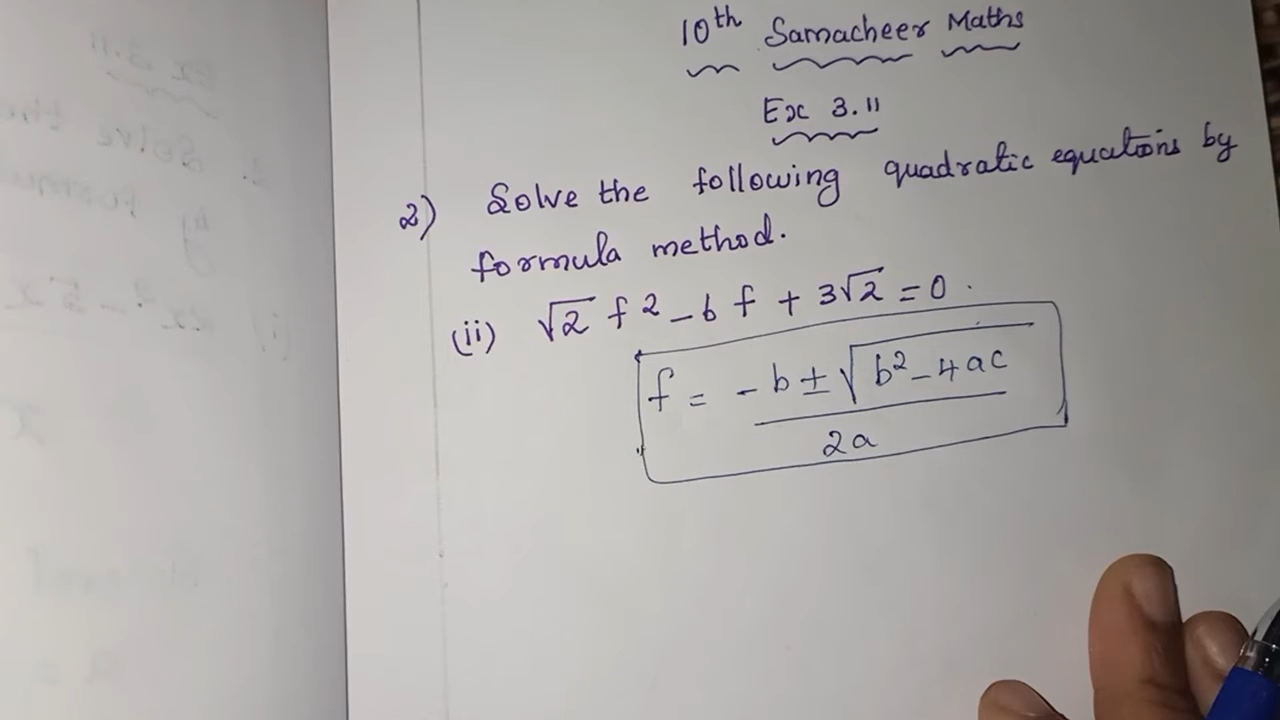 10th Samacheer Maths
Ex 3.11
2) Solve the following quadratic equations by
formula method.
(ii) √2 f² - 6 f + 3√2 = 0.
f = -b ± √b² - 4ac
2a